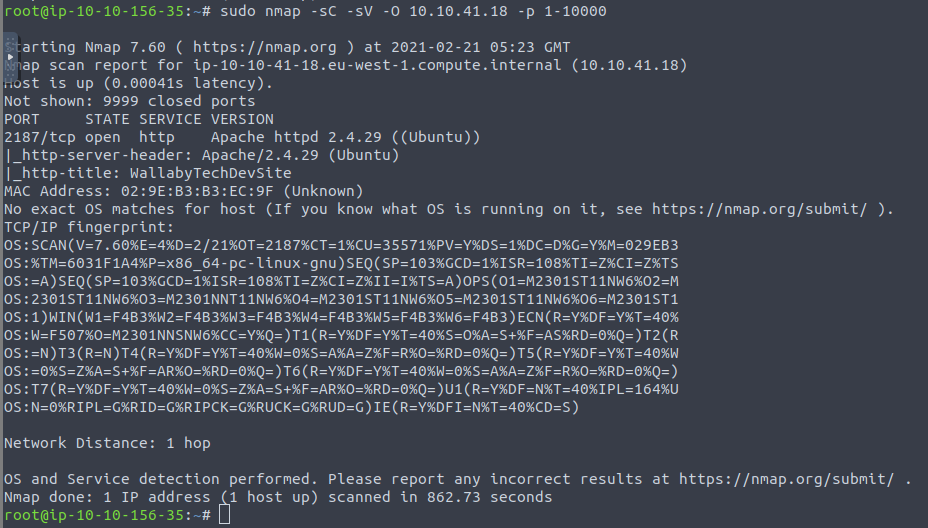 root@ip-10-10-156-35:~# sudo nmap -sC -sV -O 10.10.41.18 -p 1-10000
Starting Nmap 7.60 ( https://nmap.org ) at 2021-02-21 05:23 GMT
Nmap scan report for ip-10-10-41-18.eu-west-1.compute.internal (10.10.41.18)
Host is up (0.00041s latency).
Not shown: 9999 closed ports
PORT     STATE SERVICE VERSION
2187/tcp open  http    Apache httpd 2.4.29 ((Ubuntu))
|_http-server-header: Apache/2.4.29 (Ubuntu)
|_http-title: WallabyTechDevSite
MAC Address: 02:9E:B3:B3:EC:9F (Unknown)
No exact OS matches for host (If you know what OS is running on it, see https://nmap.org/submit/ ).
TCP/IP fingerprint:
OS:SCAN(V=7.60%E=4%D=2/21%OT=2187%CT=1%CU=35571%PV=Y%DS=1%DC=D%G=Y%M=029EB3
OS:%TM=6031F1A4%P=x86_64-pc-linux-gnu)SEQ(SP=103%GCD=1%ISR=108%TI=Z%CI=Z%TS
OS:=A)SEQ(SP=103%GCD=1%ISR=108%TI=Z%CI=Z%II=I%TS=A)OPS(O1=M2301ST11NW6%O2=M
OS:2301ST11NW6%O3=M2301NNT11NW6%O4=M2301ST11NW6%O5=M2301ST11NW6%O6=M2301ST1
OS:1)WIN(W1=F4B3%W2=F4B3%W3=F4B3%W4=F4B3%W5=F4B3%W6=F4B3)ECN(R=Y%DF=Y%T=40%
OS:W=F507%O=M2301NNSNW6%CC=Y%Q=)T1(R=Y%DF=Y%T=40%S=O%A=S+%F=AS%RD=0%Q=)T2(R
OS:=N)T3(R=N)T4(R=Y%DF=Y%T=40%W=0%S=A%A=Z%F=R%O=%RD=0%Q=)T5(R=Y%DF=Y%T=40%W
OS:=0%S=Z%A=S+%F=AR%O=%RD=0%Q=)T6(R=Y%DF=Y%T=40%W=0%S=A%A=Z%F=R%O=%RD=0%Q=)
OS:T7(R=Y%DF=Y%T=40%W=0%S=Z%A=S+%F=AR%O=%RD=0%Q=)U1(R=Y%DF=N%T=40%IPL=164%U
OS:N=0%RIPL=G%RID=G%RIPCK=G%RUCK=G%RUD=G)IE(R=Y%DFI=N%T=40%CD=S)
Network Distance: 1 hop
OS and Service detection performed. Please report any incorrect results at https://nmap.org/submit/ .
Nmap done: 1 IP address (1 host up) scanned in 862.73 seconds
root@ip-10-10-156-35:~#